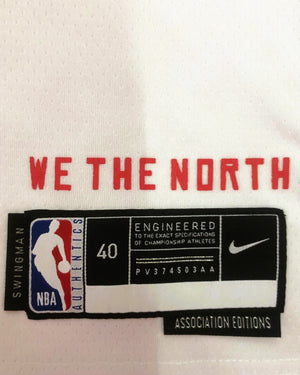 WE THE NORTH
SWINGMAN
NBA
AUTHENTICS
40
ENGINEERED
TO THE EXACT SPECIFICATIONS
OF CHAMPIONSHIP ATHLETES
PV374503AA
ASSOCIATION EDITIONS